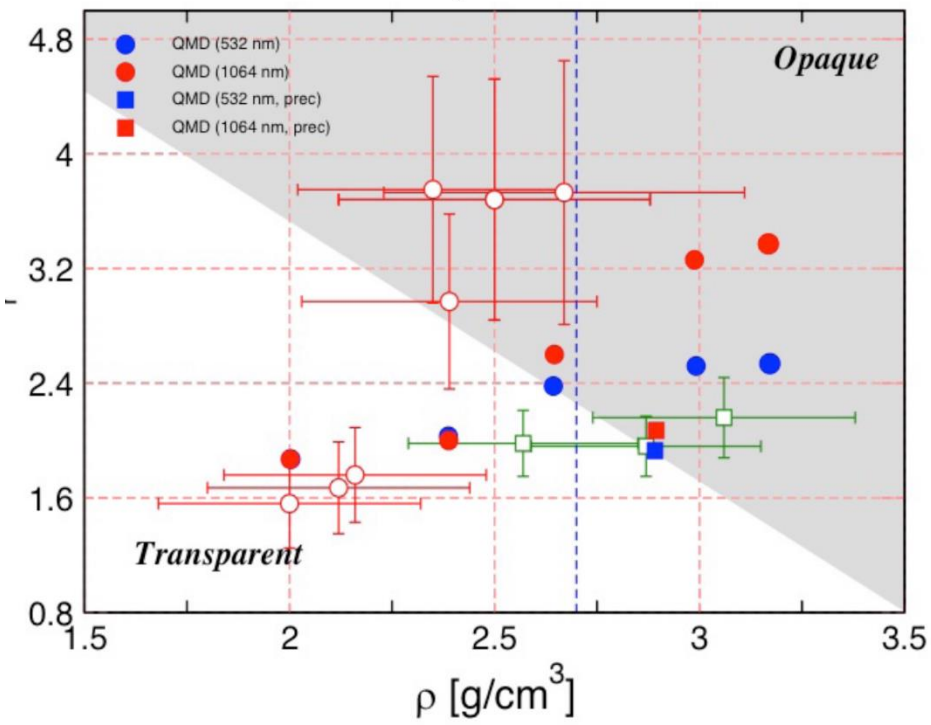 4.8
4
3.2
2.4
1.6
0.8
QMD (532 nm)
QMD (1064 nm)
QMD (532 nm, prec)
QMD (1064 nm, prec)
Opaque
Transparent
1.5 2 2.5 3 3.5
ρ [g/cm³]